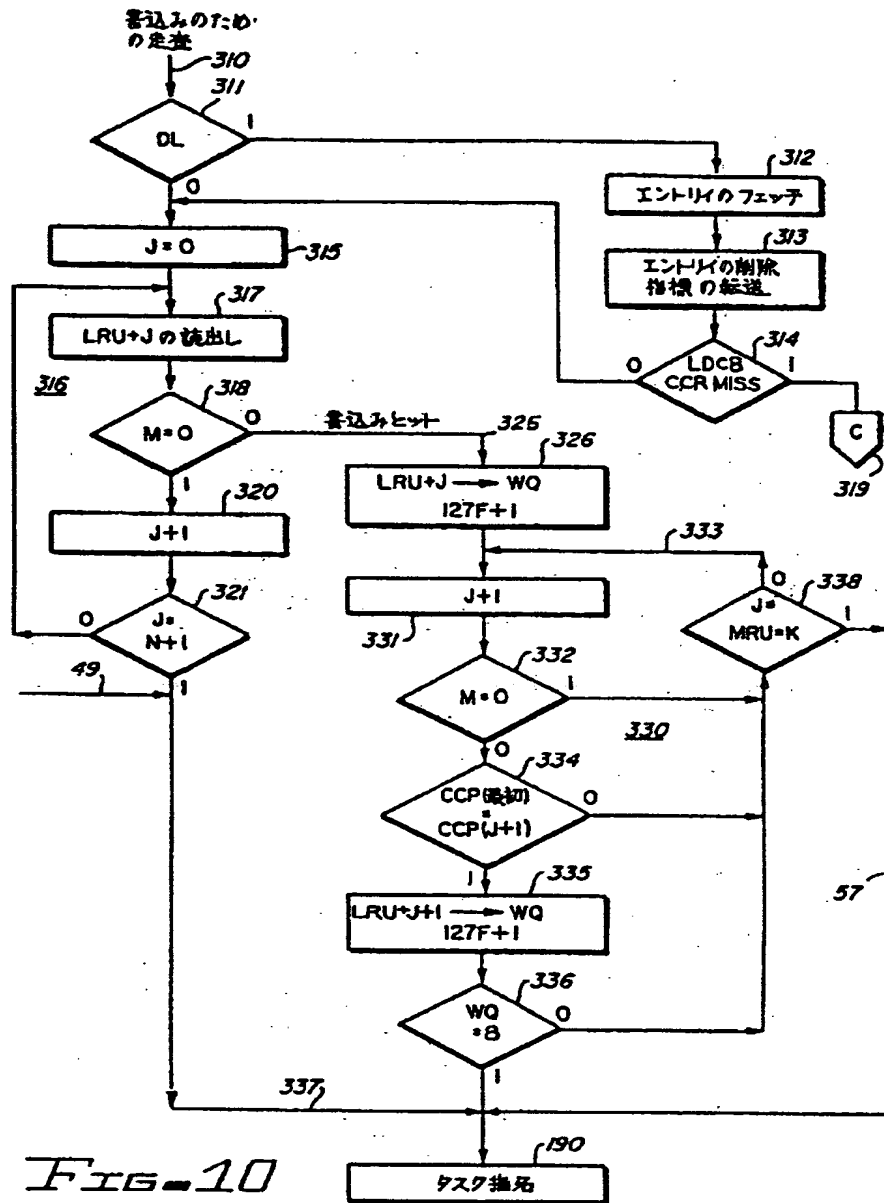 書込みのため
の走査
310
311
DL
1
0
312
エントリィのフェッチ
313
エントリィの削除
指標の転送
314
LDCB
CCR MISS
0
1
C
319
J=0
315
317
LRU+Jの読出し
316
318
M=0
0
1
書込みヒット
325
326
LRU+J→WQ
127F+1
320
J+1
321
J=
N+1
0
1
49
333
J+1
331
338
J=
MRU=K
0
1
332
M=0
1
0
330
334
CCP(最初)
=
CCP(J+1)
0
1
335
LRU+J+1→WQ
127F+1
57
336
WQ
=8
0
1
337
190
タスク指名
FIG-10